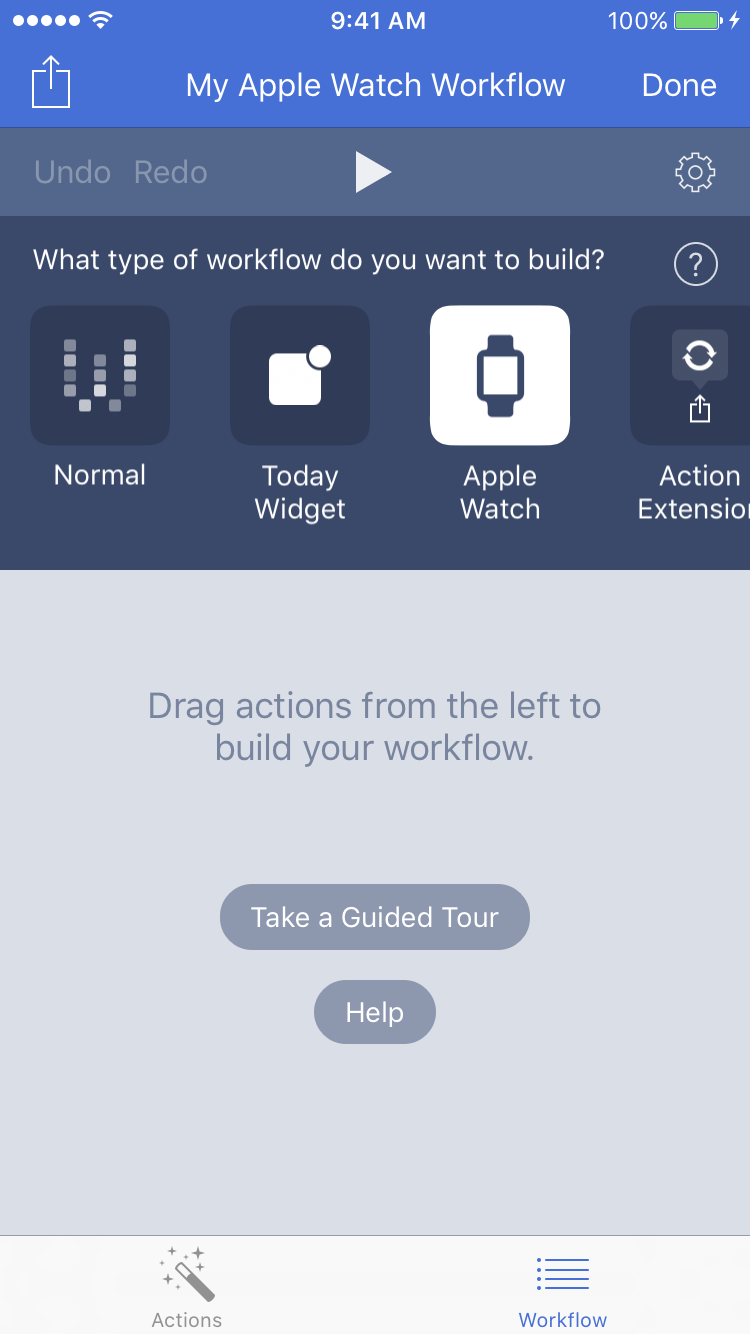 9:41 AM
100%
My Apple Watch Workflow
Done
Undo Redo
What type of workflow do you want to build?
?
Normal
Today
Widget
Apple
Watch
Action
Extension
Drag actions from the left to
build your workflow.
Take a Guided Tour
Help
Actions
Workflow